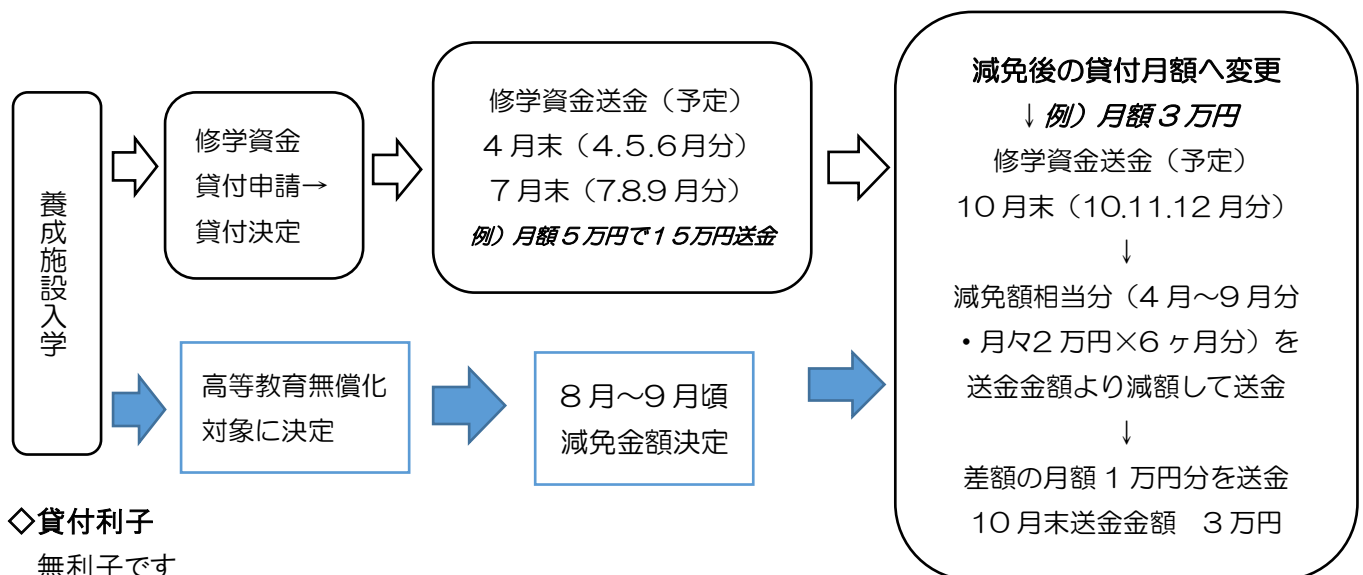 養成施設入学
修学資金
貸付申請→
貸付決定
修学資金送金（予定）
4月末（4.5.6月分）
7月末（7.8.9月分）
例）月額5万円で15万円送金
高等教育無償化
対象に決定
8月～9月頃
減免金額決定
減免後の貸付月額へ変更
↓例）月額3万円
修学資金送金（予定）
10月末（10.11.12月分）
↓
減免額相当分（4月～9月分
・月々2万円×6ヶ月分）を
送金金額より減額して送金
↓
差額の月額1万円分を送金
10月末送金金額　3万円
◇貸付利子
無利子です